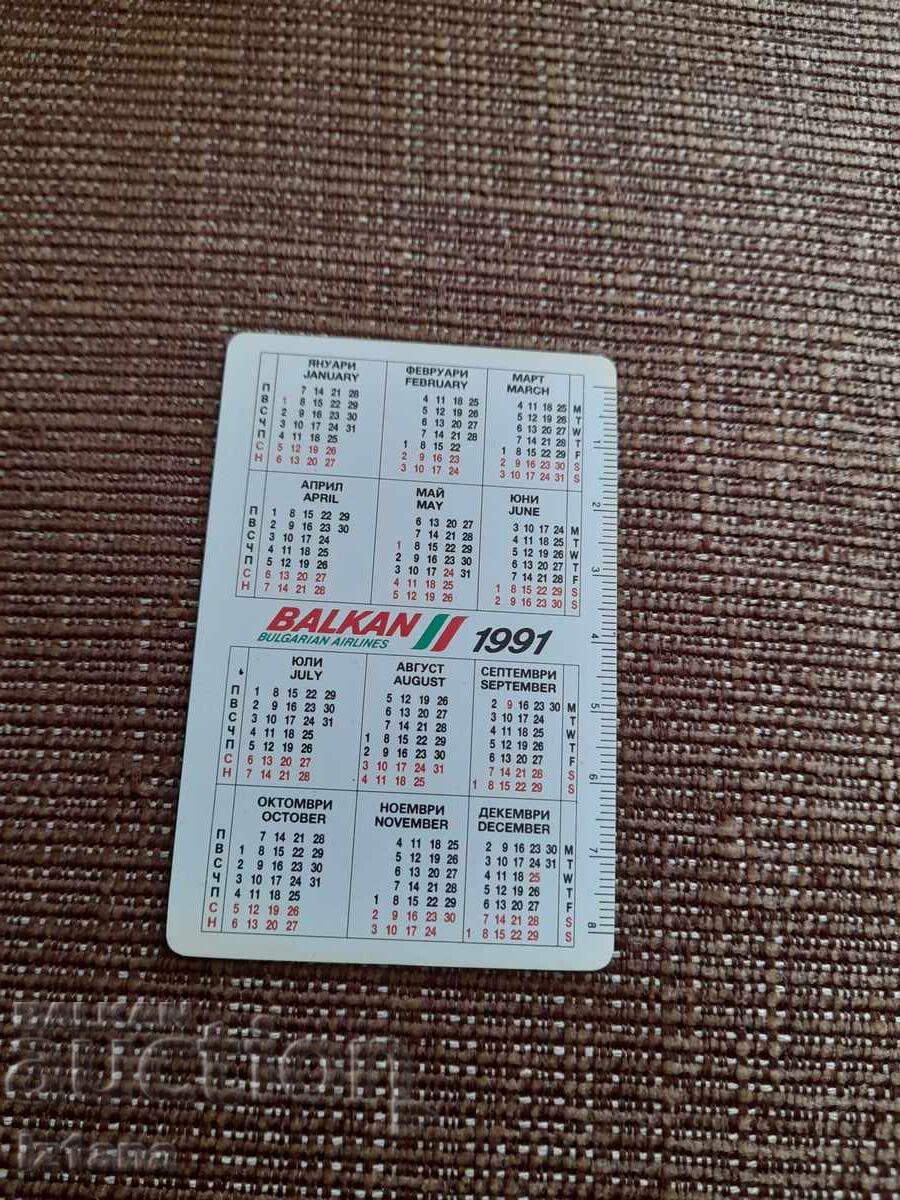 ЯНУАРИ ФЕВРУАРИ МАРТ
JANUARY FEBRUARY MARCH
П 7 14 21 28 4 11 18 25 4 11 18 25 M
В 1 8 15 22 29 5 12 19 26 5 12 19 26 T
С 2 9 16 23 30 6 13 20 27 6 13 20 27 W
Ч 3 10 17 24 31 7 14 21 28 7 14 21 28 T
П 4 11 18 25 1 8 15 22 1 8 15 22 29 F
С 5 12 19 26 2 9 16 23 2 9 16 23 30 S
Н 6 13 20 27 3 10 17 24 3 10 17 24 31 S
АПРИЛ МАЙ ЮНИ
APRIL MAY JUNE
П 1 8 15 22 29 6 13 20 27 3 10 17 24 M
В 2 9 16 23 30 7 14 21 28 4 11 18 25 T
С 3 10 17 24 1 8 15 22 29 5 12 19 26 W
Ч 4 11 18 25 2 9 16 23 30 6 13 20 27 T
П 5 12 19 26 3 10 17 24 31 7 14 21 28 F
С 6 13 20 27 4 11 18 25 1 8 15 22 29 S
Н 7 14 21 28 5 12 19 26 2 9 16 23 30 S
BALKAN 1991
BULGARIAN AIRLINES
ЮЛИ АВГУСТ СЕПТЕМВРИ
JULY AUGUST SEPTEMBER
П 1 8 15 22 29 5 12 19 26 2 9 16 23 30 M
В 2 9 16 23 30 6 13 20 27 3 10 17 24 T
С 3 10 17 24 31 7 14 21 28 4 11 18 25 W
Ч 4 11 18 25 1 8 15 22 29 5 12 19 26 T
П 5 12 19 26 2 9 16 23 30 6 13 20 27 F
С 6 13 20 27 3 10 17 24 31 7 14 21 28 S
Н 7 14 21 28 4 11 18 25 1 8 15 22 29 S
ОКТОМВРИ НОЕМВРИ ДЕКЕМВРИ
OCTOBER NOVEMBER DECEMBER
П 7 14 21 28 4 11 18 25 2 9 16 23 30 M
В 1 8 15 22 29 5 12 19 26 3 10 17 24 31 T
С 2 9 16 23 30 6 13 20 27 4 11 18 25 W
Ч 3 10 17 24 31 7 14 21 28 5 12 19 26 T
П 4 11 18 25 1 8 15 22 29 6 13 20 27 F
С 5 12 19 26 2 9 16 23 30 7 14 21 28 S
Н 6 13 20 27 3 10 17 24 1 8 15 22 29 S
1
2
3
4
5
6
7
8
BALKAN
auction
iz1ana